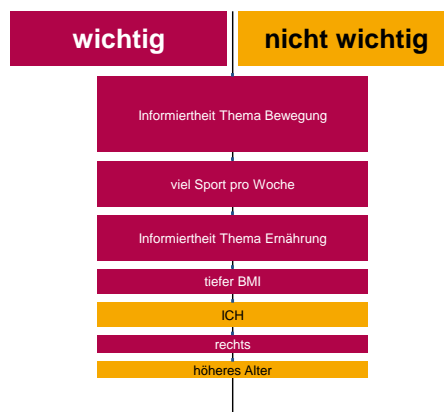 wichtig
nicht wichtig
Informiertheit Thema Bewegung
viel Sport pro Woche
Informiertheit Thema Ernährung
tiefer BMI
ICH
rechts
höheres Alter